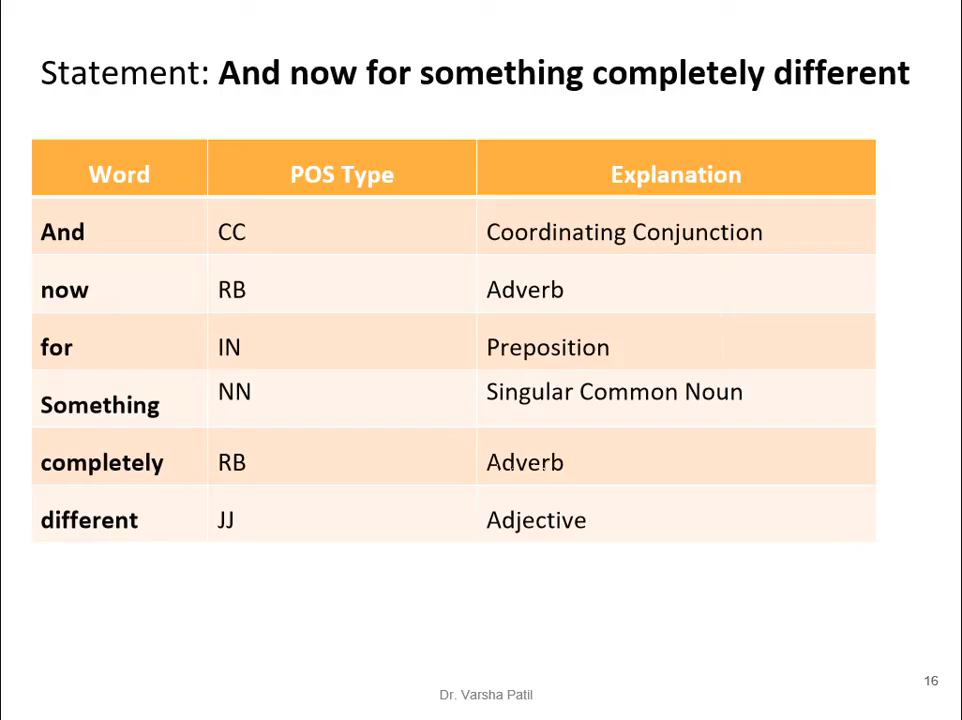 Statement: And now for something completely different
Word POS Type Explanation
And CC Coordinating Conjunction
now RB Adverb
for IN Preposition
Something NN Singular Common Noun
completely RB Adverb
different JJ Adjective
16
Dr. Varsha Patil